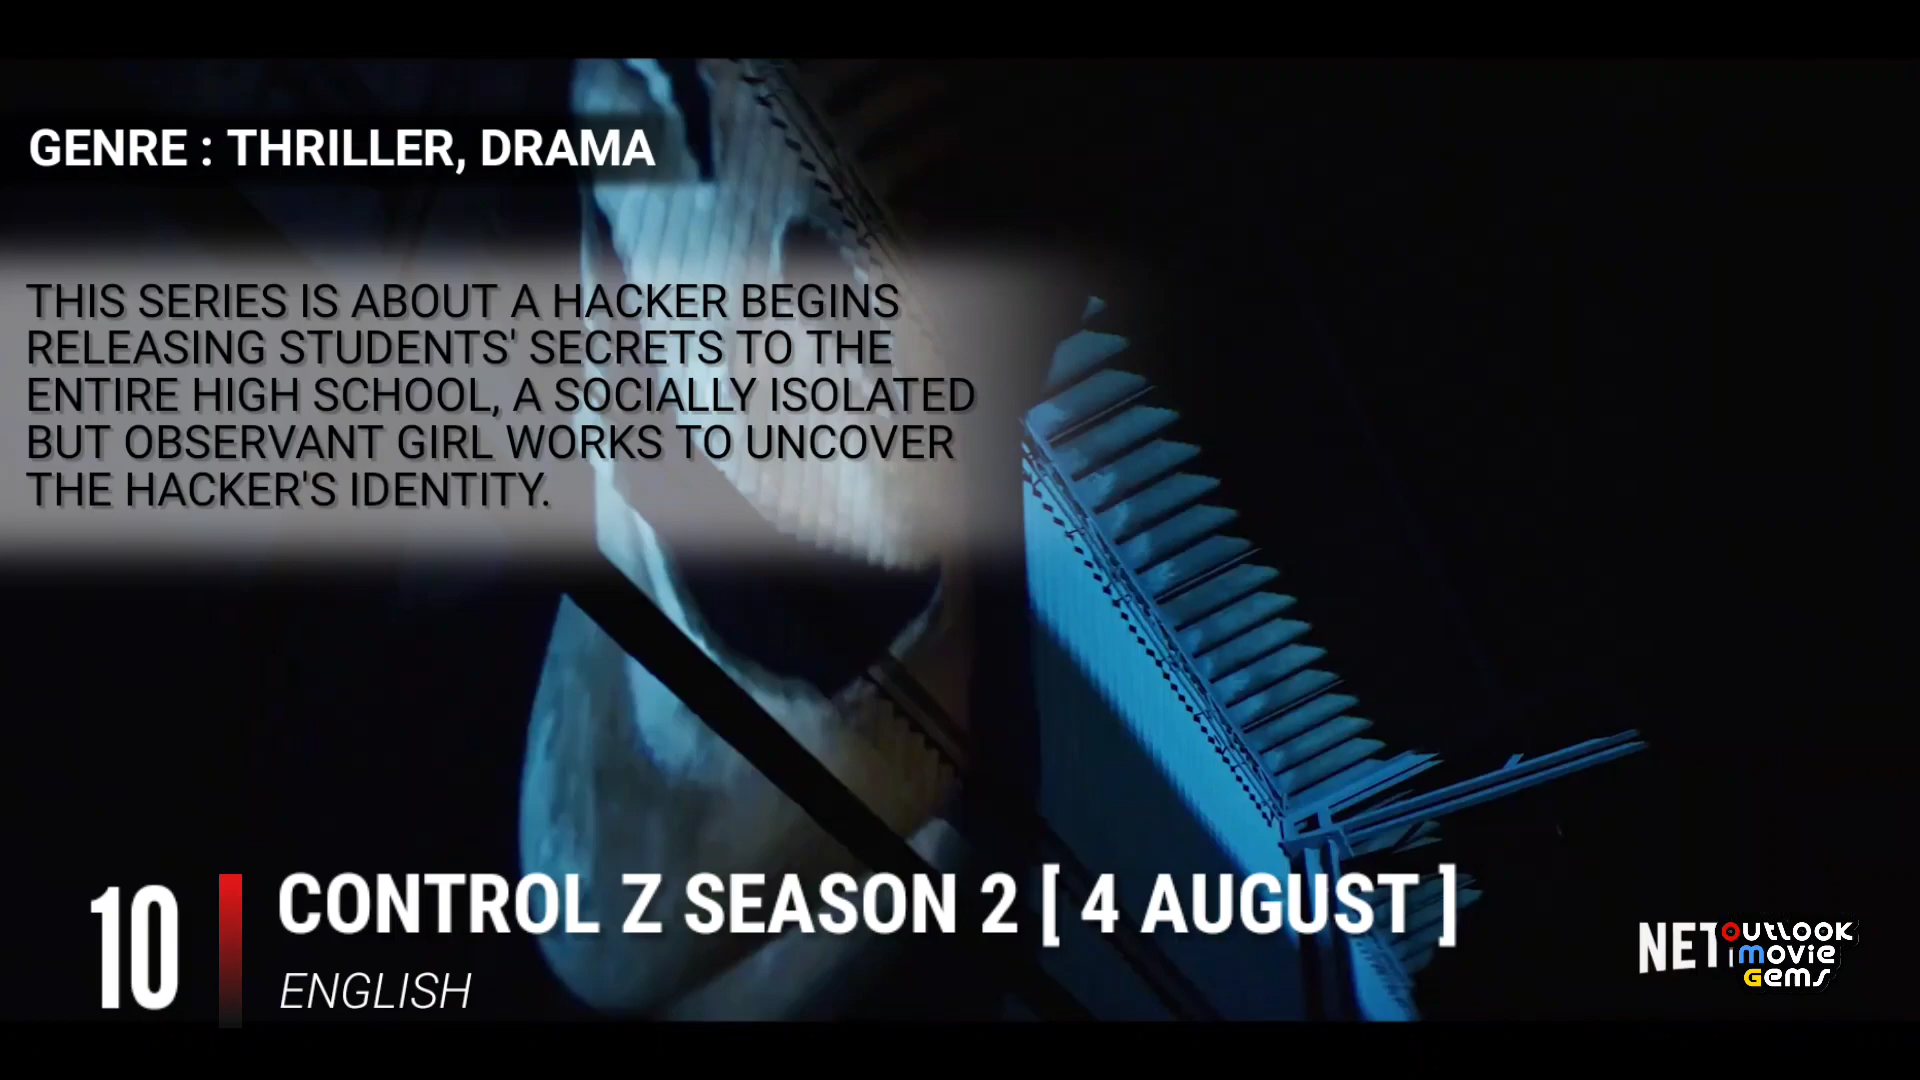 GENRE : THRILLER, DRAMA
THIS SERIES IS ABOUT A HACKER BEGINS
RELEASING STUDENTS' SECRETS TO THE
ENTIRE HIGH SCHOOL, A SOCIALLY ISOLATED
BUT OBSERVANT GIRL WORKS TO UNCOVER
THE HACKER'S IDENTITY.
10
CONTROL Z SEASON 2 [ 4 AUGUST ]
ENGLISH
NET
Outlook
movie
Gems